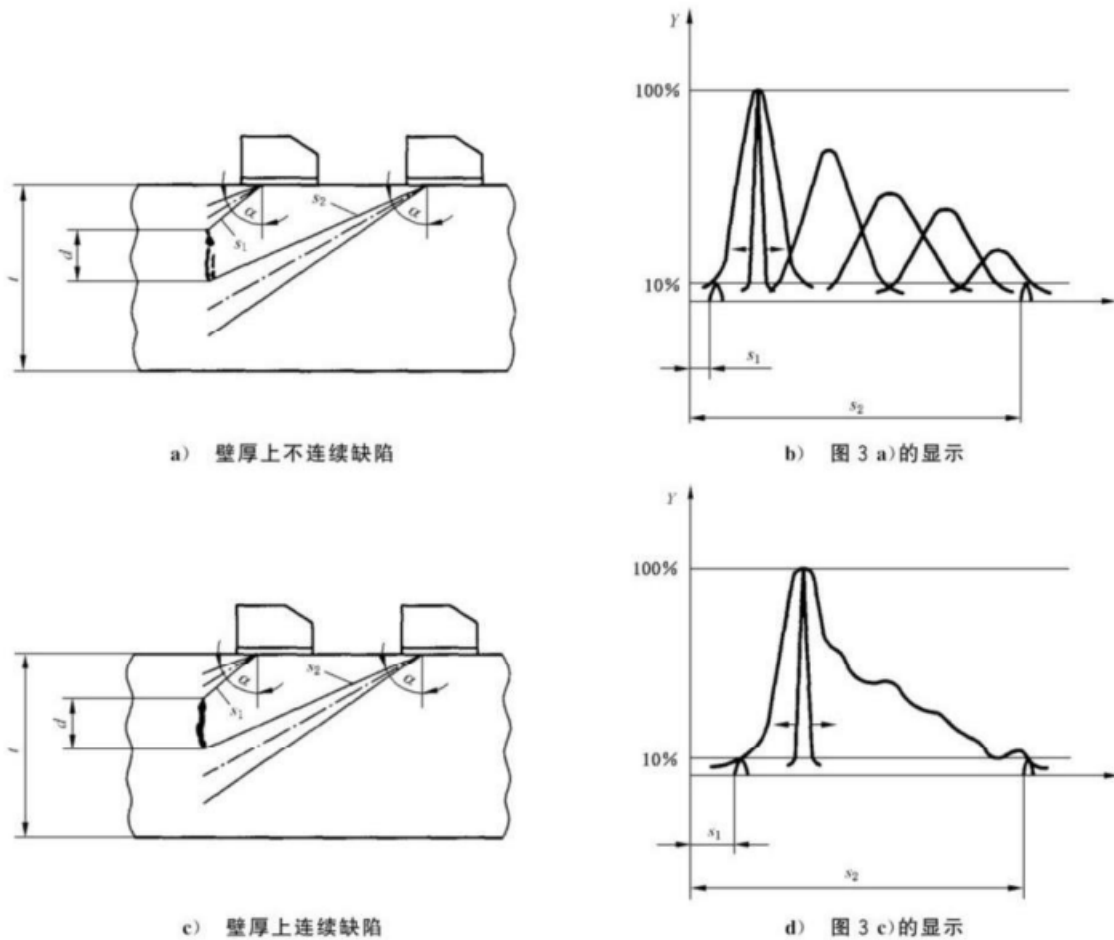 Y
100%
10%
s₁
s₂
α
α
s₁
s₂
d
t
a) 壁厚上不连续缺陷
b) 图 3 a)的显示
Y
100%
10%
s₁
s₂
α
α
s₁
s₂
d
t
c) 壁厚上连续缺陷
d) 图 3 c)的显示